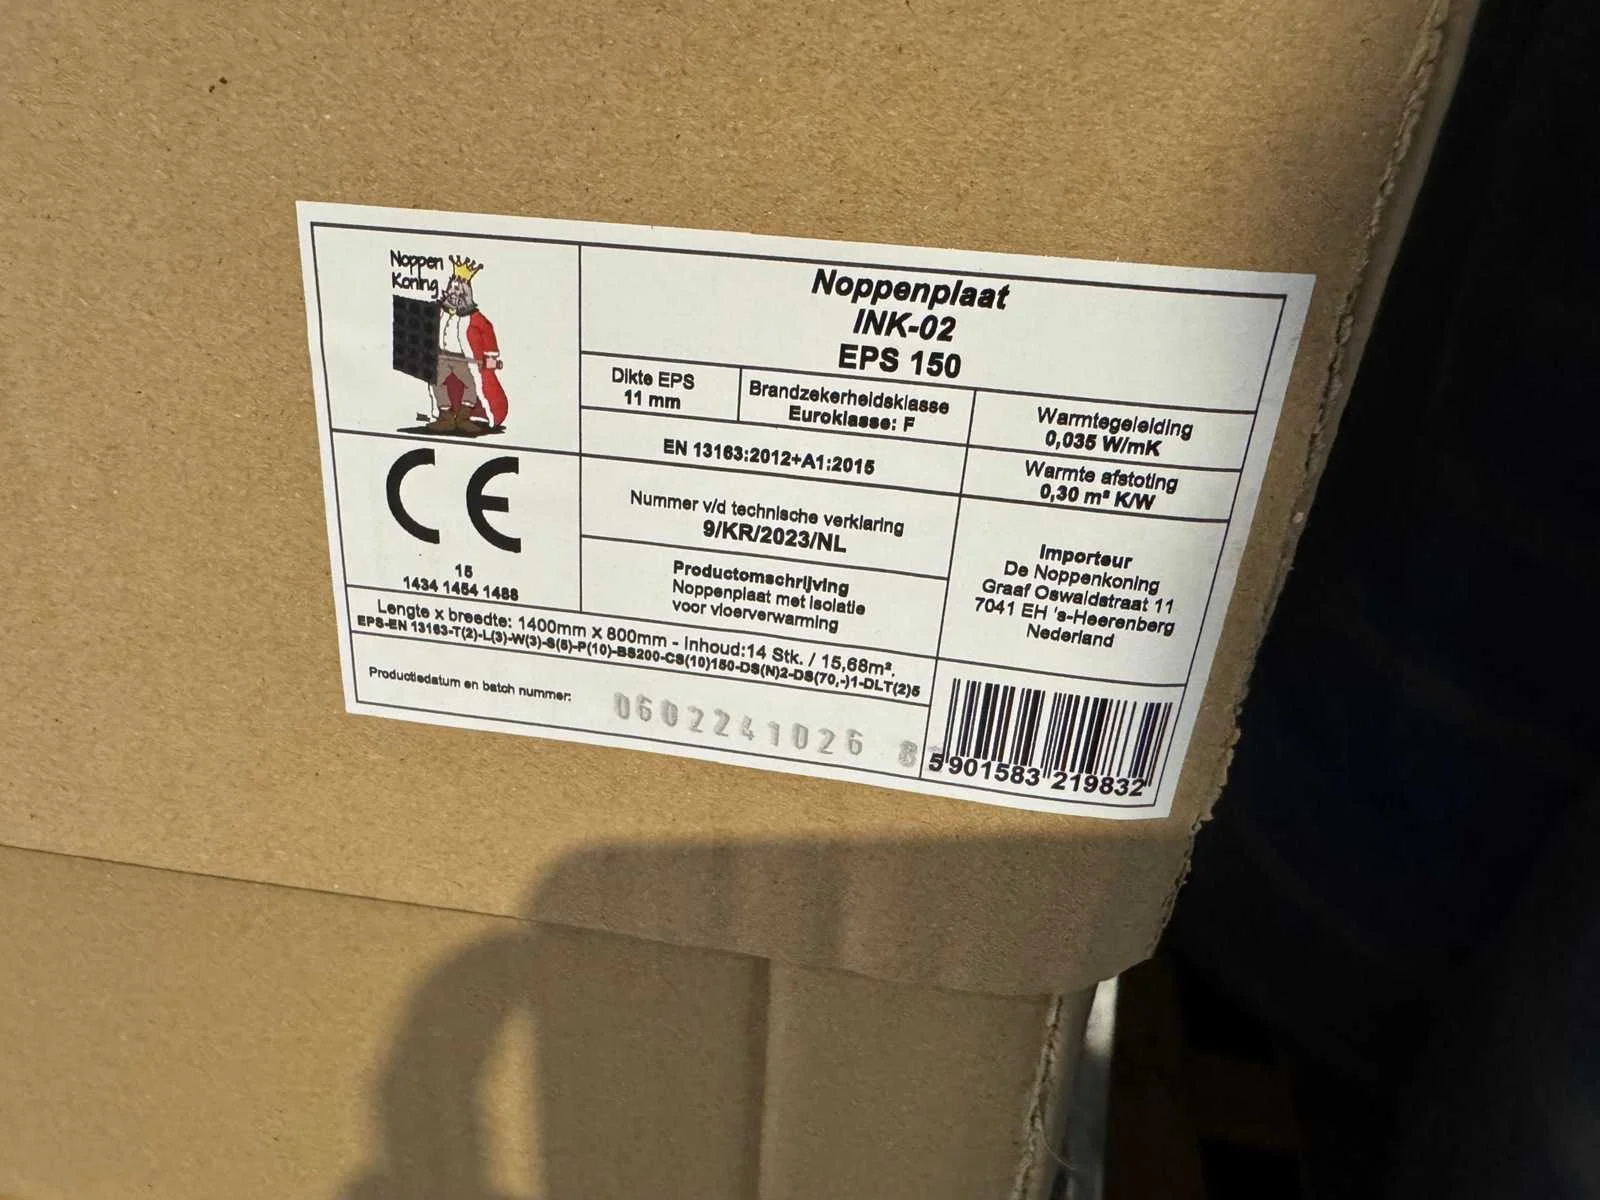 Noppen
Koning
Noppenplaat
INK-02
EPS 150
Dikte EPS
11 mm
Brandzekerheidsklasse
Euroklasse: F
Warmtegeleiding
0,035 W/mK
EN 13163:2012+A1:2015
Warmte afstoting
0,30 m² K/W
CE
15
1434 1454 1488
Nummer v/d technische verklaring
9/KR/2023/NL
Productomschrijving
Noppenplaat met isolatie
voor vloerverwarming
Importeur
De Noppenkoning
Graaf Oswaldstraat 11
7041 EH 's-Heerenberg
Nederland
Lengte x breedte: 1400mm x 800mm - Inhoud:14 Stk. / 15,68m².
EPS-EN 13163-T(2)-L(3)-W(3)-S(5)-P(10)-BS200-CS(10)150-DS(N)2-DS(70,-)1-DLT(2)5
Productiedatum en batch nummer:
0602241026
5901583219832